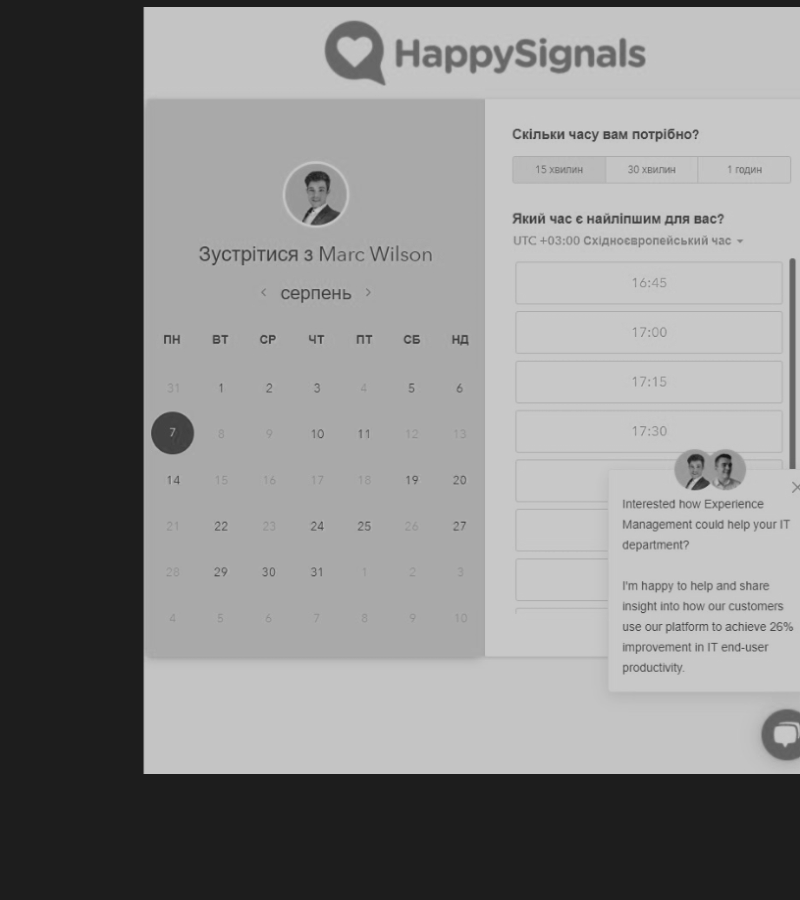 HappySignals
Зустрітися з Marc Wilson
серпень
ПН ВТ СР ЧТ ПТ СБ НД
31 1 2 3 4 5 6
7 8 9 10 11 12 13
14 15 16 17 18 19 20
21 22 23 24 25 26 27
28 29 30 31 1 2 3
4 5 6 7 8 9 10
Скільки часу вам потрібно?
15 хвилин 30 хвилин 1 годин
Який час є найліпшим для вас?
UTC +03:00 Східноєвропейський час
16:45
17:00
17:15
17:30
Interested how Experience
Management could help your IT
department?
I'm happy to help and share
insight into how our customers
use our platform to achieve 26%
improvement in IT end-user
productivity.